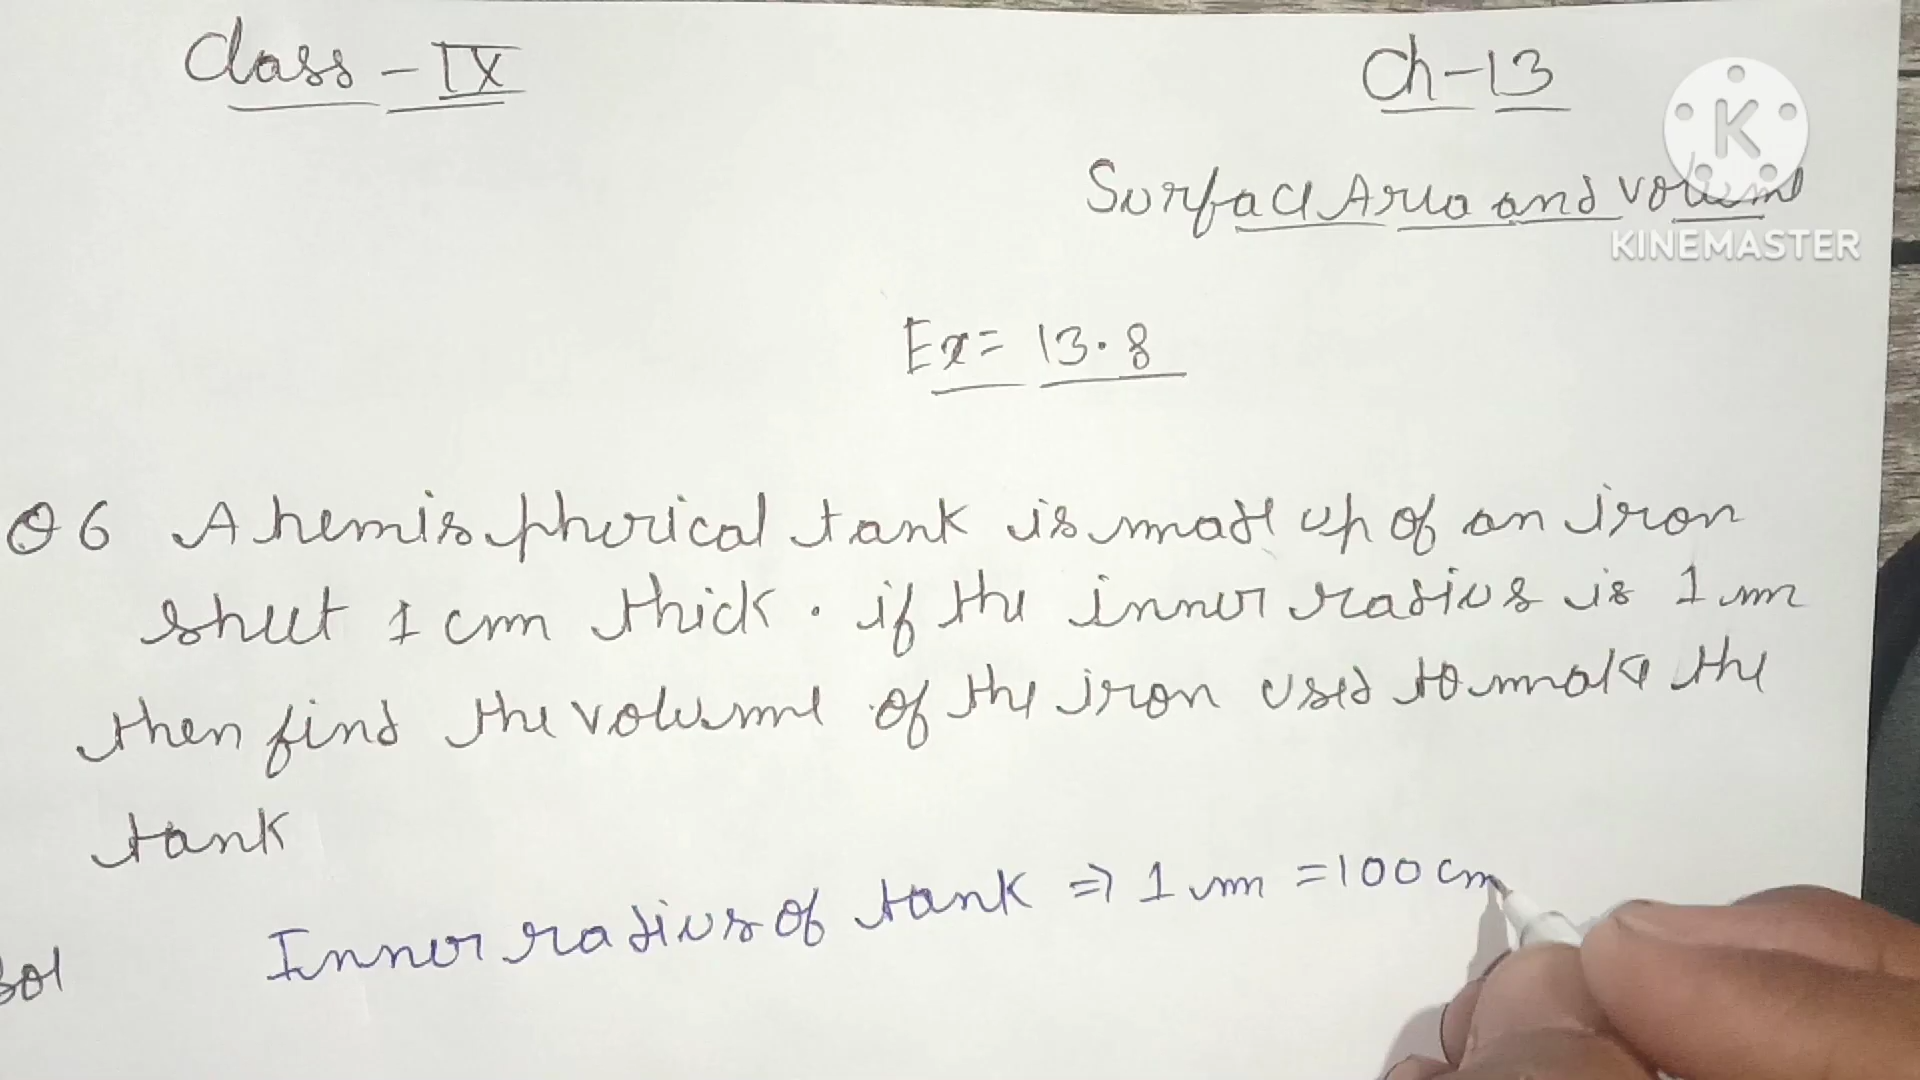 Class - IX
Ch-13
K
Surface Area and Volume
KINEMASTER
Ex = 13.8
Q6 A hemispherical tank is made up of an iron
sheet 1 cm thick. if the inner radius is 1 m
then find the volume of the iron used to make the
tank
Sol Inner radius of tank ⇒ 1 m = 100 cm